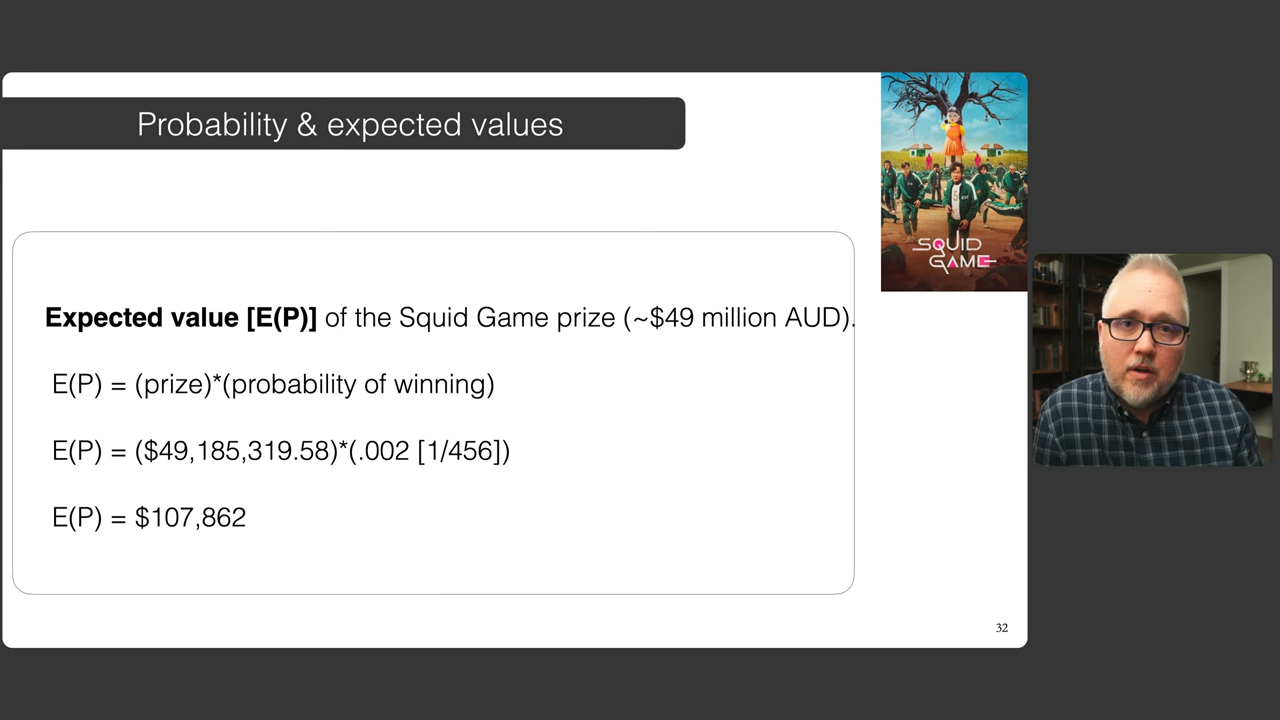 Probability & expected values
SQUID
GAME
Expected value [E(P)] of the Squid Game prize (~$49 million AUD).
E(P) = (prize)*(probability of winning)
E(P) = ($49,185,319.58)*(.002 [1/456])
E(P) = $107,862
32